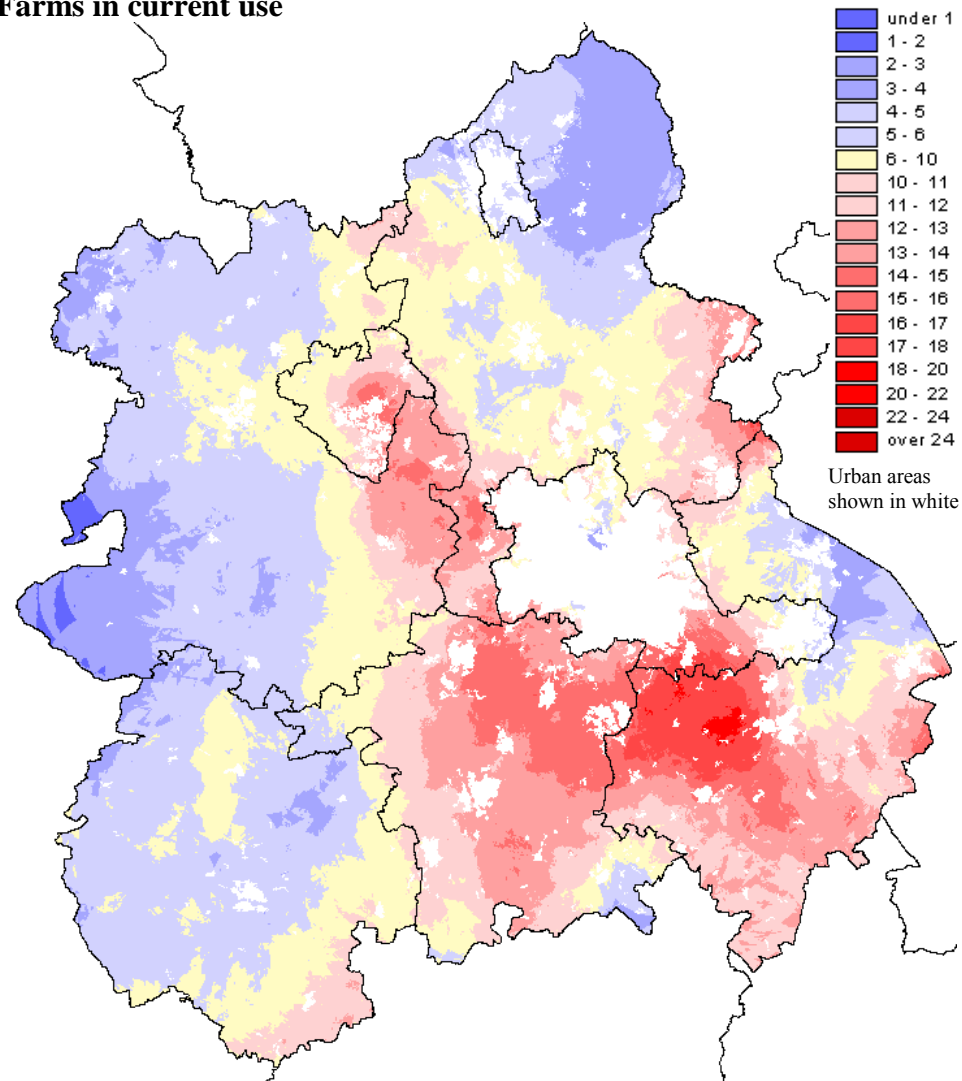 Farms in current use
under 1
1 - 2
2 - 3
3 - 4
4 - 5
5 - 6
6 - 10
10 - 11
11 - 12
12 - 13
13 - 14
14 - 15
15 - 16
16 - 17
17 - 18
18 - 20
20 - 22
22 - 24
over 24
Urban areas
shown in white